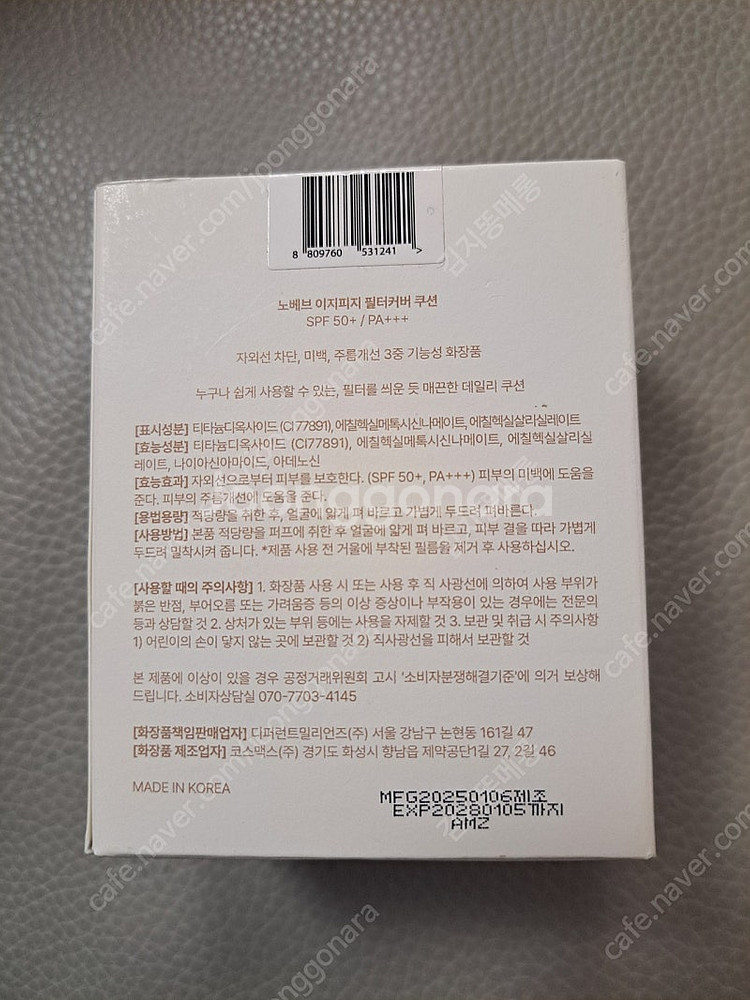 8 809760 531241 >
노베브 이지피지 필터커버 쿠션
SPF 50+ / PA+++
자외선 차단, 미백, 주름개선 3중 기능성 화장품
누구나 쉽게 사용할 수 있는, 필터를 씌운 듯 매끈한 데일리 쿠션
[표시성분] 티타늄디옥사이드 (CI 77891), 에칠헥실메톡시신나메이트, 에칠헥실살리실레이트
[효능성분] 티타늄디옥사이드 (CI77891), 에칠헥실메톡시신나메이트, 에칠헥실살리실
레이트, 나이아신아마이드, 아데노신
[효능효과] 자외선으로부터 피부를 보호한다. (SPF 50+, PA+++) 피부의 미백에 도움을
준다. 피부의 주름개선에 도움을 준다.
[용법용량] 적당량을 취한 후, 얼굴에 얇게 펴 바르고 가볍게 두드려 펴바른다.
[사용방법] 본품 적당량을 퍼프에 취한 후 얼굴에 얇게 펴 바르고, 피부 결을 따라 가볍게
두드려 밀착시켜 줍니다. *제품 사용 전 거울에 부착된 필름을 제거 후 사용하십시오.
[사용할 때의 주의사항] 1. 화장품 사용 시 또는 사용 후 직 사광선에 의하여 사용 부위가
붉은 반점, 부어오름 또는 가려움증 등의 이상 증상이나 부작용이 있는 경우에는 전문의
등과 상담할 것 2. 상처가 있는 부위 등에는 사용을 자제할 것 3. 보관 및 취급 시 주의사항
1) 어린이의 손이 닿지 않는 곳에 보관할 것 2) 직사광선을 피해서 보관할 것
본 제품에 이상이 있을 경우 공정거래위원회 고시 '소비자분쟁해결기준'에 의거 보상해
드립니다. 소비자상담실 070-7703-4145
[화장품책임판매업자] 디퍼런트밀리언즈(주) 서울 강남구 논현동 161길 47
[화장품 제조업자] 코스맥스(주) 경기도 화성시 향남읍 제약공단1길 27, 2길 46
MADE IN KOREA
MFG20250106제조
EXP20280105까지
AMZ
joonggonara
cafe.naver.com/joonggonara
김지똥메롱